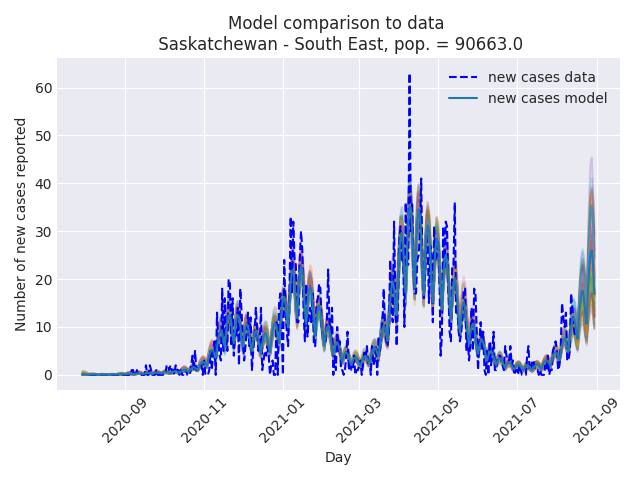 Model comparison to data
Saskatchewan - South East, pop. = 90663.0
new cases data
new cases model
Number of new cases reported
60
50
40
30
20
10
0
2020-09
2020-11
2021-01
2021-03
2021-05
2021-07
2021-09
Day